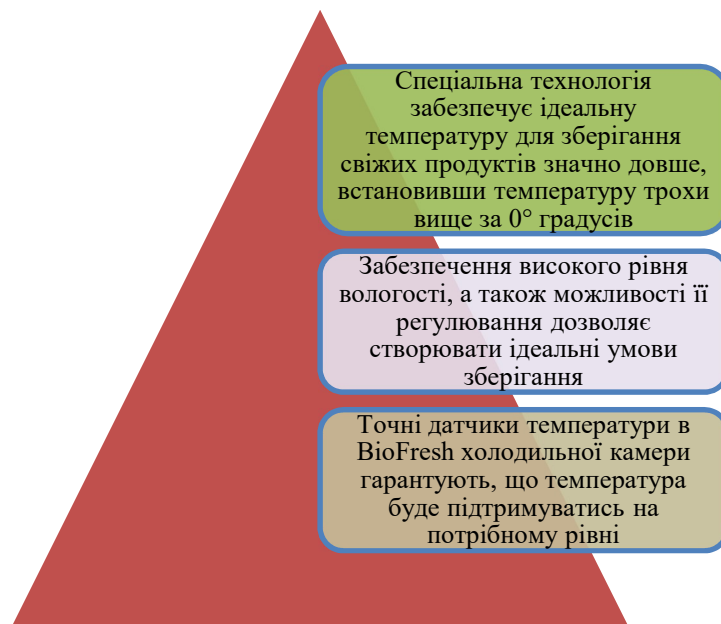 Спеціальна технологія
забезпечує ідеальну
температуру для зберігання
свіжих продуктів значно довше,
встановивши температуру трохи
вище за 0° градусів
Забезпечення високого рівня
вологості, а також можливості її
регулювання дозволяє
створювати ідеальні умови
зберігання
Точні датчики температури в
BioFresh холодильної камери
гарантують, що температура
буде підтримуватись на
потрібному рівні